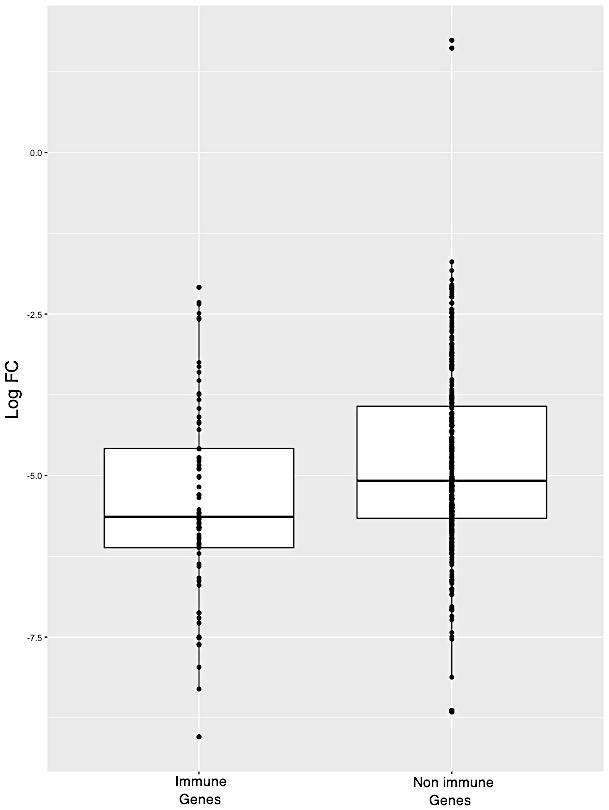 Log FC
0.0
-2.5
-5.0
-7.5
Immune
Genes
Non immune
Genes